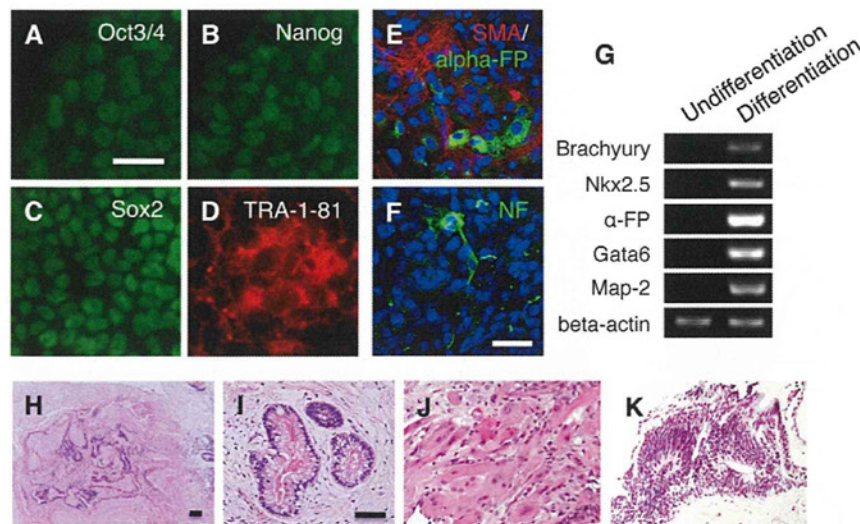 A Oct3/4
B Nanog
E SMA/
alpha-FP
C Sox2
D TRA-1-81
F NF
G
Undifferentiation
Differentiation
Brachyury
Nkx2.5
α-FP
Gata6
Map-2
beta-actin
H
I
J
K